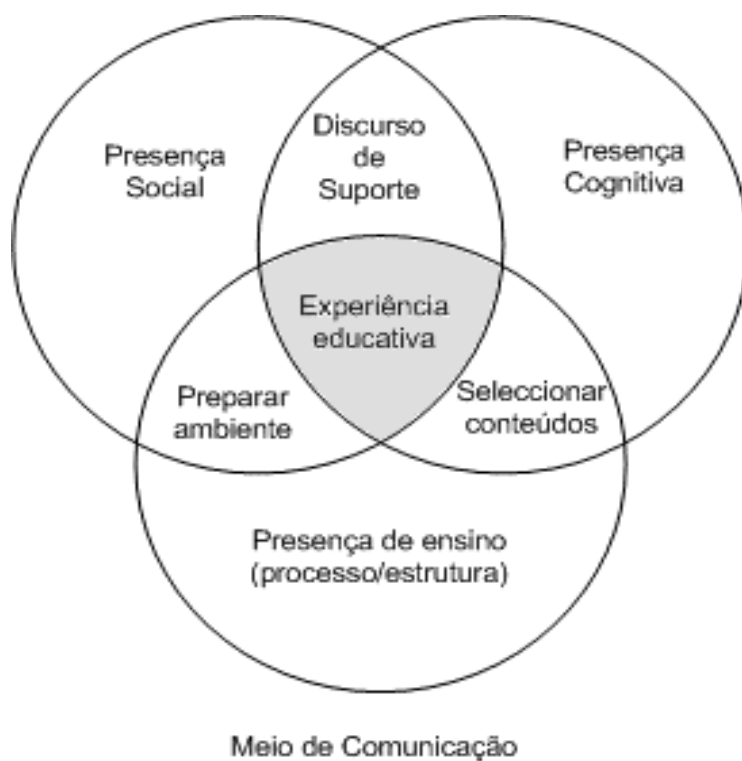 Presença
Social
Discurso
de
Suporte
Presença
Cognitiva
Experiência
educativa
Preparar
ambiente
Seleccionar
conteúdos
Presença de ensino
(processo/estrutura)
Meio de Comunicação